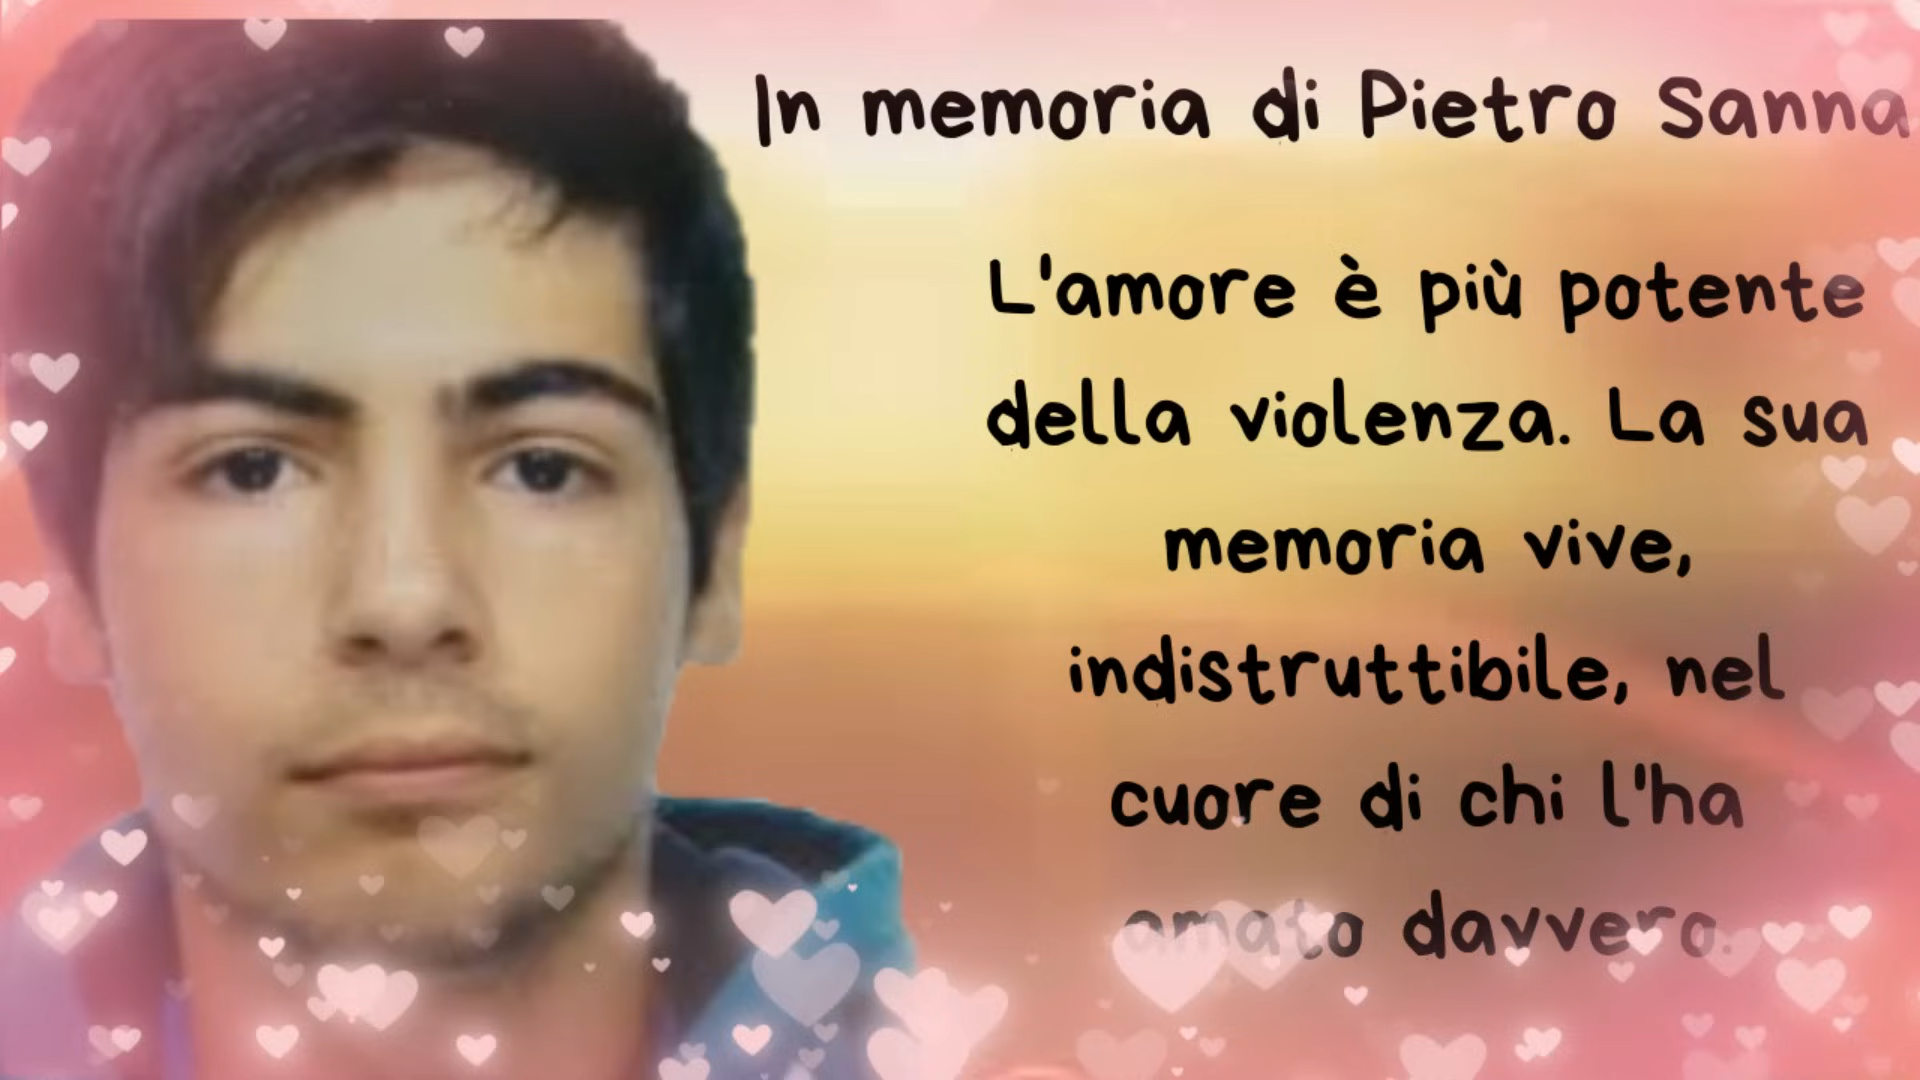 In memoria di Pietro Sanna
L'amore è più potente
della violenza. La sua
memoria vive,
indistruttibile, nel
cuore di chi l'ha
amato davvero.